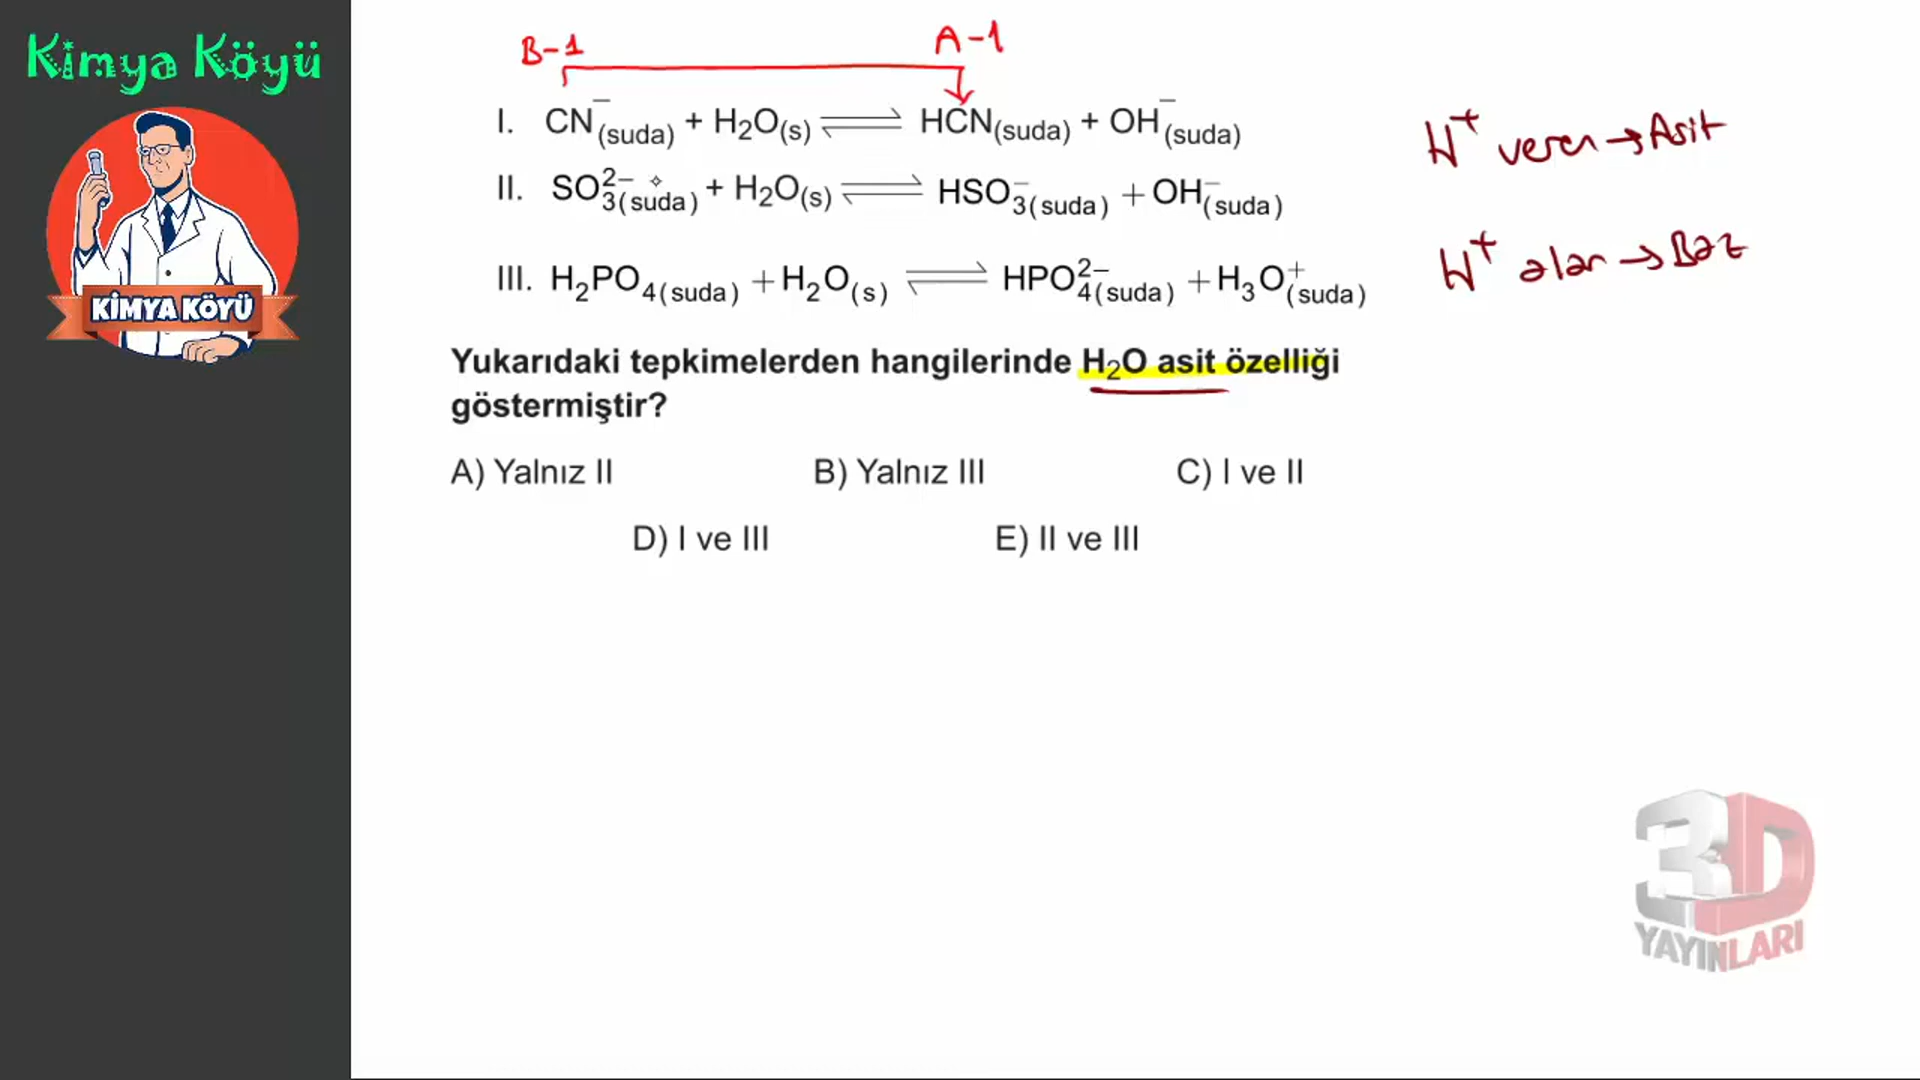 Kimya Köyü
KİMYA KÖYÜ
B-1 A-1
I. CN⁻(suda) + H₂O(s) ⇌ HCN(suda) + OH⁻(suda)
II. SO₃²⁻(suda) + H₂O(s) ⇌ HSO₃⁻(suda) + OH⁻(suda)
III. H₂PO₄(suda) + H₂O(s) ⇌ HPO₄²⁻(suda) + H₃O⁺(suda)
H⁺ veren → Asit
H⁺ alan → Baz
Yukarıdaki tepkimelerden hangilerinde H₂O asit özelliği
göstermiştir?
A) Yalnız II B) Yalnız III C) I ve II
D) I ve III E) II ve III
3D
YAYINLARI